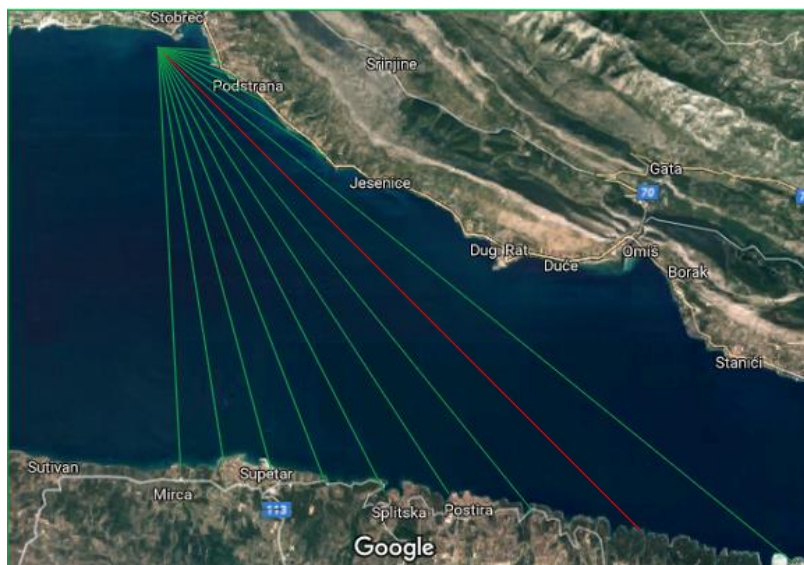 Stobreč
Srinjine
Podstrana
Jesenice
Gata
70
Dugi Rat
Duće
Omiš
Borak
Stanići
Sutivan
Mirca
Supetar
113
Splitska
Postira
Google